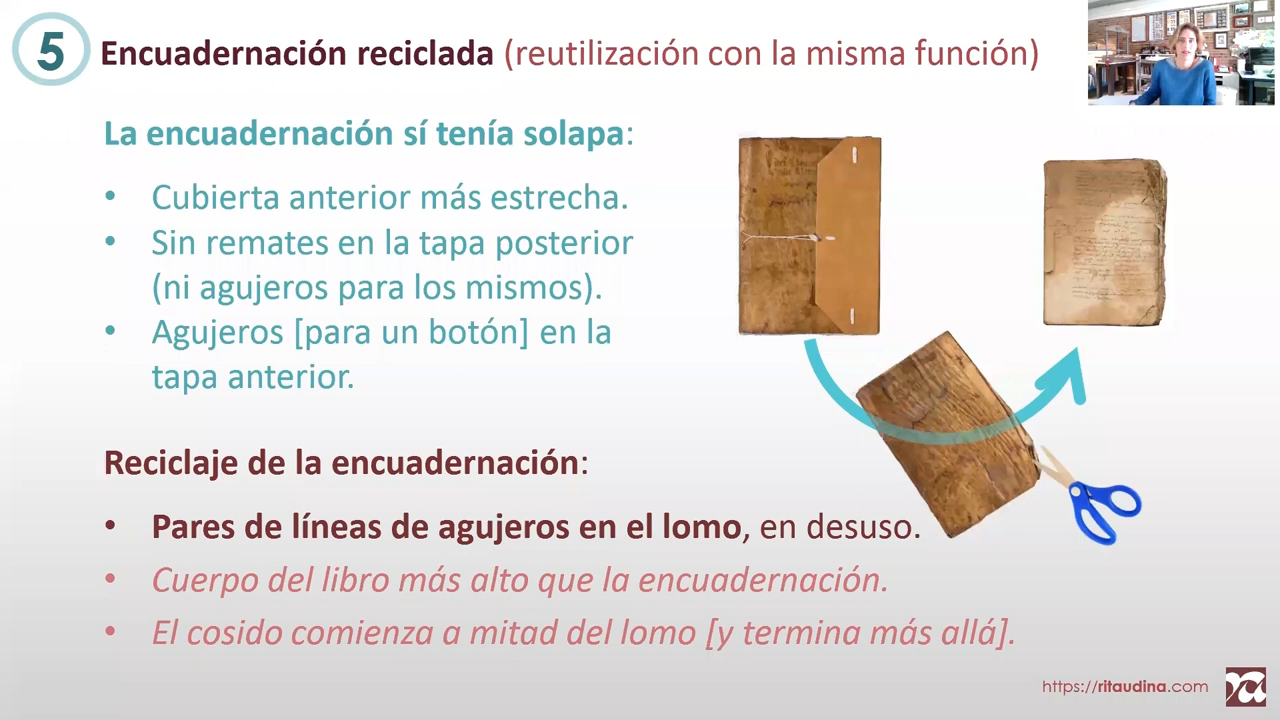 5
Encuadernación reciclada (reutilización con la misma función)
La encuadernación sí tenía solapa:
• Cubierta anterior más estrecha.
• Sin remates en la tapa posterior
(ni agujeros para los mismos).
• Agujeros [para un botón] en la
tapa anterior.
Reciclaje de la encuadernación:
• Pares de líneas de agujeros en el lomo, en desuso.
• Cuerpo del libro más alto que la encuadernación.
• El cosido comienza a mitad del lomo [y termina más allá].
https://ritaudina.com